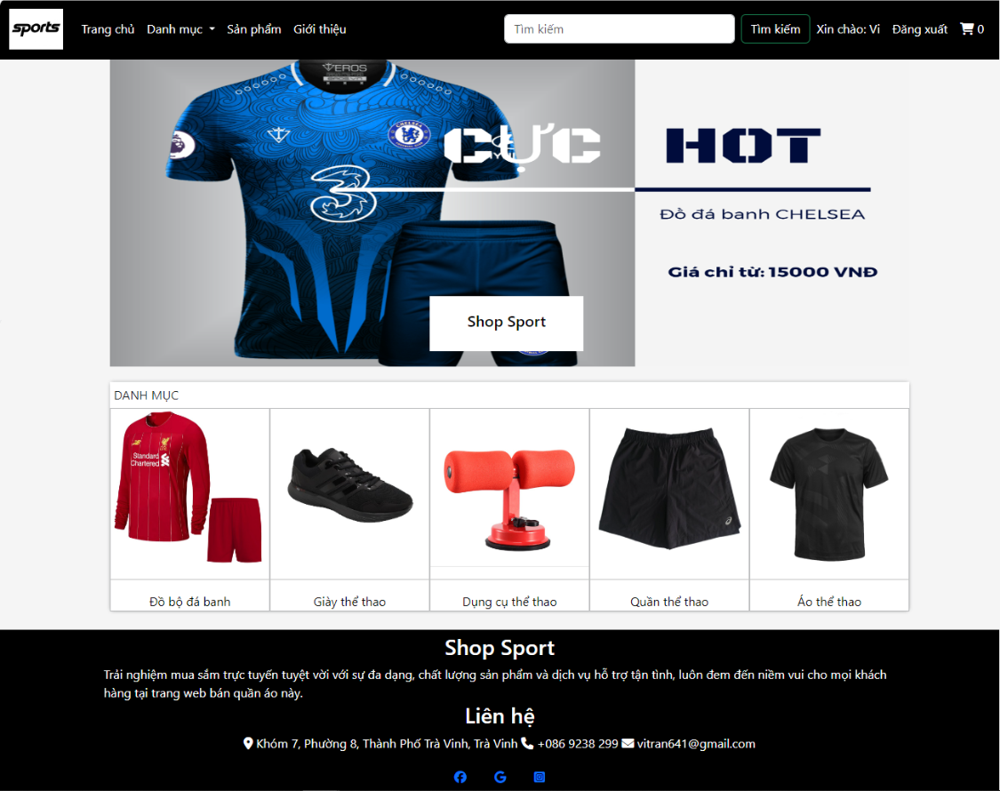 sports
Trang chủ Danh mục Sản phẩm Giới thiệu Tìm kiếm Tìm kiếm Xin chào: Vi Đăng xuất 0
EROS
CHELSEA
3
CỰC HOT
Đồ đá banh CHELSEA
Giá chỉ từ: 15000 VNĐ
Shop Sport
DANH MỤC
Standard
Chartered
Đồ bộ đá banh
Giày thể thao
Dụng cụ thể thao
Quần thể thao
Áo thể thao
Shop Sport
Trải nghiệm mua sắm trực tuyến tuyệt vời với sự đa dạng, chất lượng sản phẩm và dịch vụ hỗ trợ tận tình, luôn đem đến niềm vui cho mọi khách
hàng tại trang web bán quần áo này.
Liên hệ
Khóm 7, Phường 8, Thành Phố Trà Vinh, Trà Vinh +086 9238 299 vitran641@gmail.com